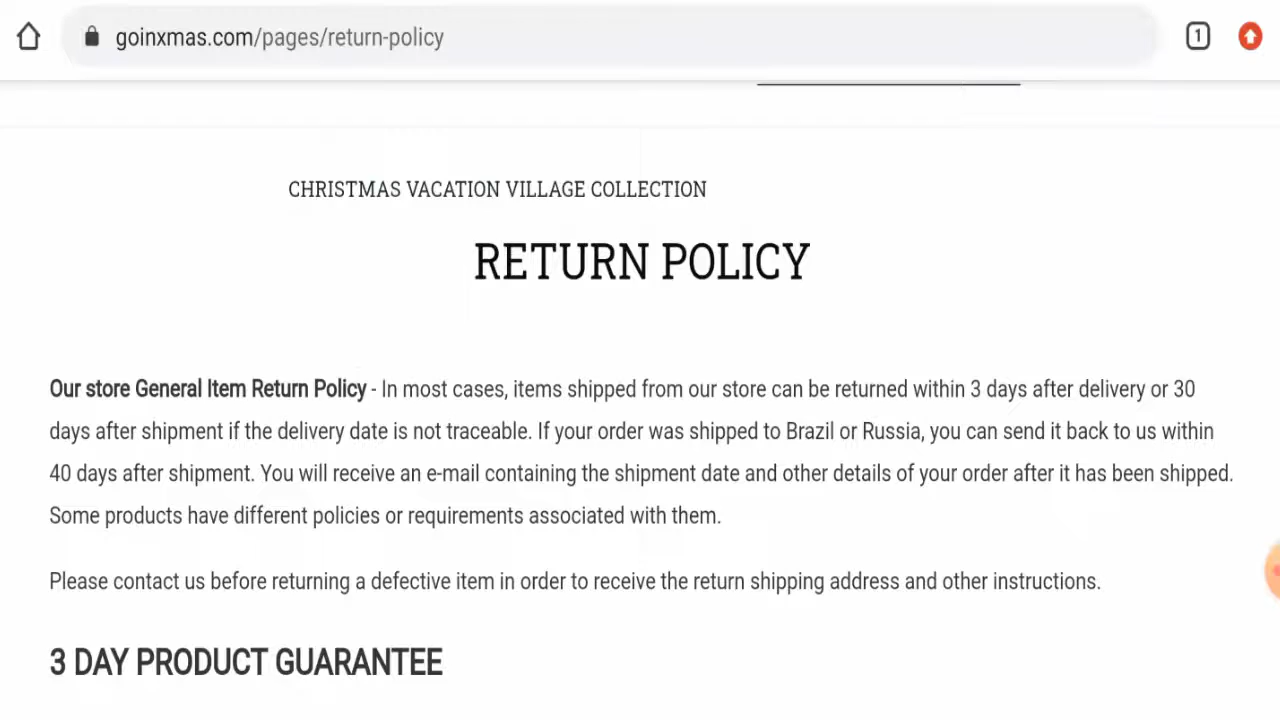 goinxmas.com/pages/return-policy
1
CHRISTMAS VACATION VILLAGE COLLECTION
RETURN POLICY
Our store General Item Return Policy - In most cases, items shipped from our store can be returned within 3 days after delivery or 30
days after shipment if the delivery date is not traceable. If your order was shipped to Brazil or Russia, you can send it back to us within
40 days after shipment. You will receive an e-mail containing the shipment date and other details of your order after it has been shipped.
Some products have different policies or requirements associated with them.
Please contact us before returning a defective item in order to receive the return shipping address and other instructions.
3 DAY PRODUCT GUARANTEE